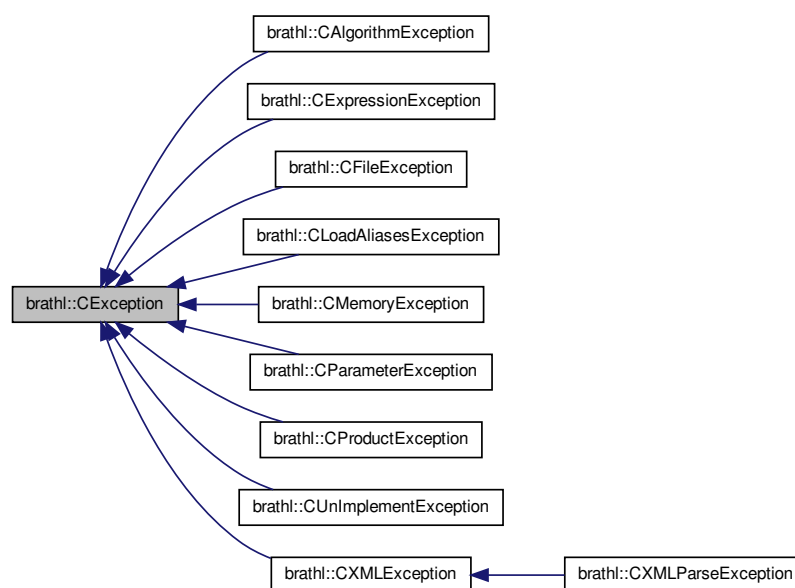 brathl::CAlgorithmException
brathl::CExpressionException
brathl::CFileException
brathl::CLoadAliasesException
brathl::CException
brathl::CMemoryException
brathl::CParameterException
brathl::CProductException
brathl::CUnImplementException
brathl::CXMLException
brathl::CXMLParseException